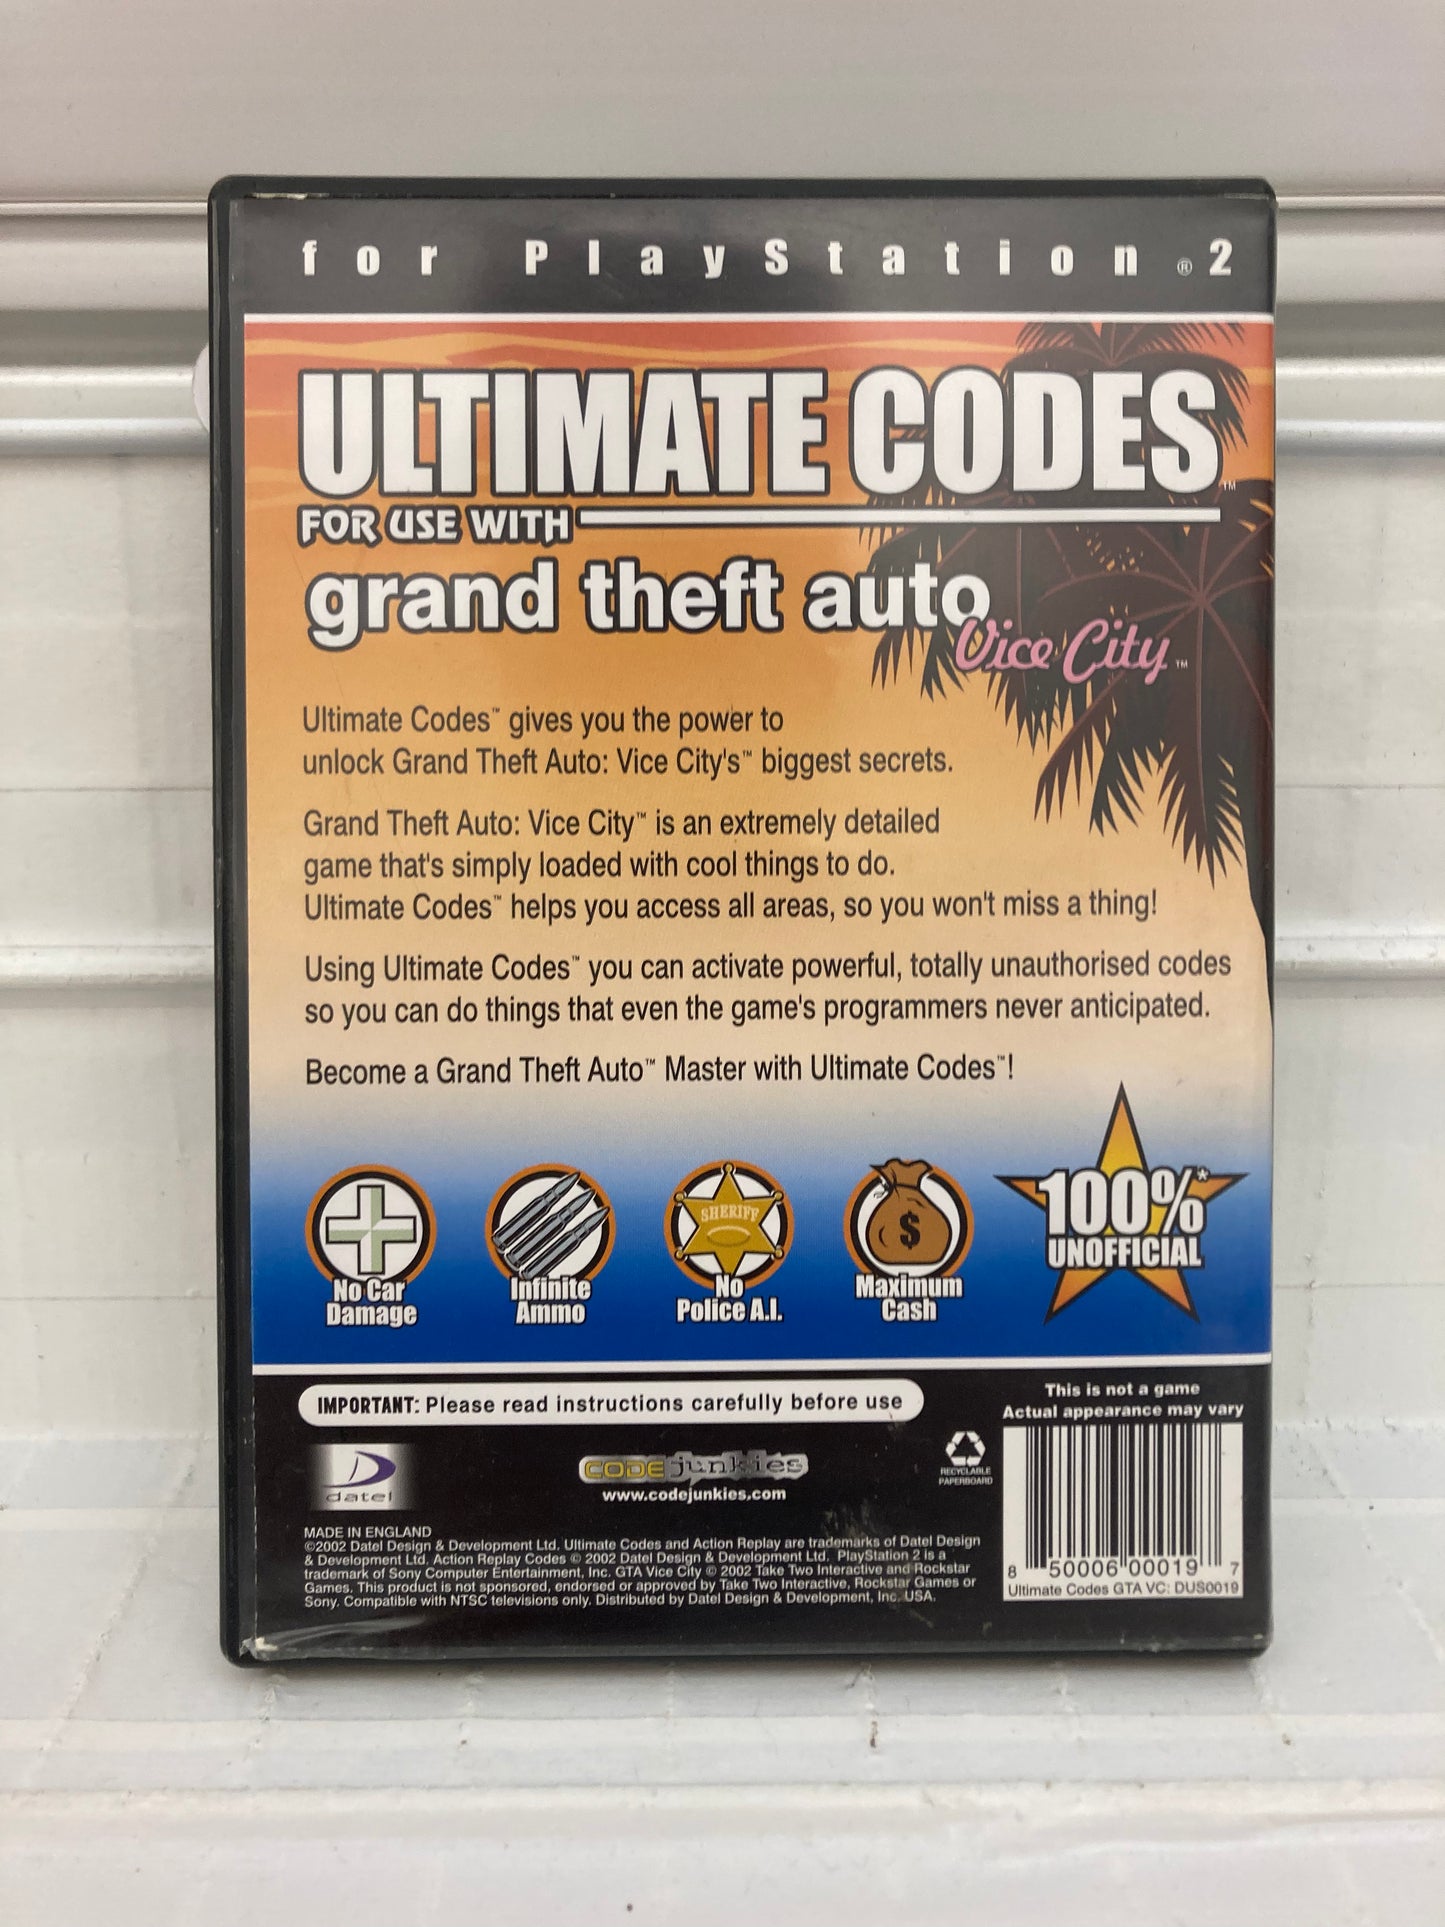 for PlayStation®2
ULTIMATE CODES™
FOR USE WITH
grand theft auto
Vice City™
Ultimate Codes™ gives you the power to
unlock Grand Theft Auto: Vice City's™ biggest secrets.
Grand Theft Auto: Vice City™ is an extremely detailed
game that's simply loaded with cool things to do.
Ultimate Codes™ helps you access all areas, so you won't miss a thing!
Using Ultimate Codes™ you can activate powerful, totally unauthorised codes
so you can do things that even the game's programmers never anticipated.
Become a Grand Theft Auto™ Master with Ultimate Codes™!
No Car
Damage
Infinite
Ammo
SHERIFF
No
Police A.I.
$
Maximum
Cash
100%*
UNOFFICIAL
IMPORTANT: Please read instructions carefully before use
This is not a game
Actual appearance may vary
datel
CODEjunkies
www.codejunkies.com
RECYCLABLE
PAPERBOARD
MADE IN ENGLAND
©2002 Datel Design & Development Ltd. Ultimate Codes and Action Replay are trademarks of Datel Design
& Development Ltd. Action Replay Codes © 2002 Datel Design & Development Ltd. PlayStation 2 is a
trademark of Sony Computer Entertainment, Inc. GTA Vice City © 2002 Take Two Interactive and Rockstar
Games. This product is not sponsored, endorsed or approved by Take Two Interactive, Rockstar Games or
Sony. Compatible with NTSC televisions only. Distributed by Datel Design & Development, Inc. USA.
8 50006 00019 7
Ultimate Codes GTA VC: DUS0019